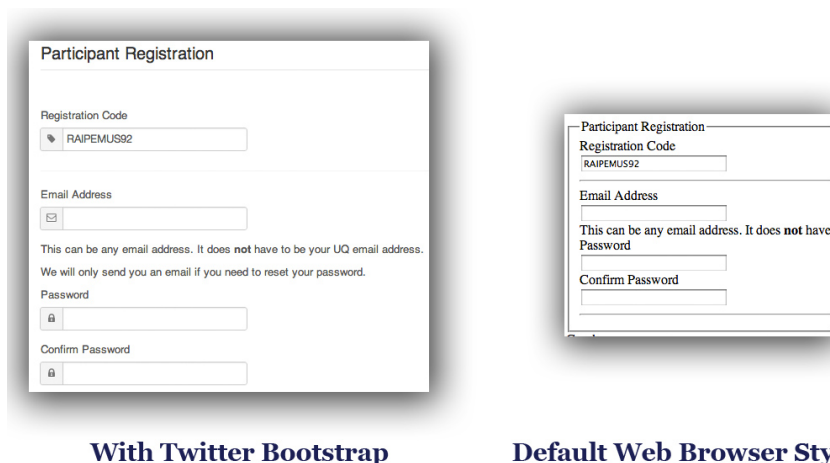 Participant Registration
Registration Code
RAIPEMUS92
Email Address
This can be any email address. It does not have to be your UQ email address.
We will only send you an email if you need to reset your password.
Password
Confirm Password
With Twitter Bootstrap
Participant Registration
Registration Code
RAIPEMUS92
Email Address
This can be any email address. It does not have
Password
Confirm Password
Default Web Browser Sty